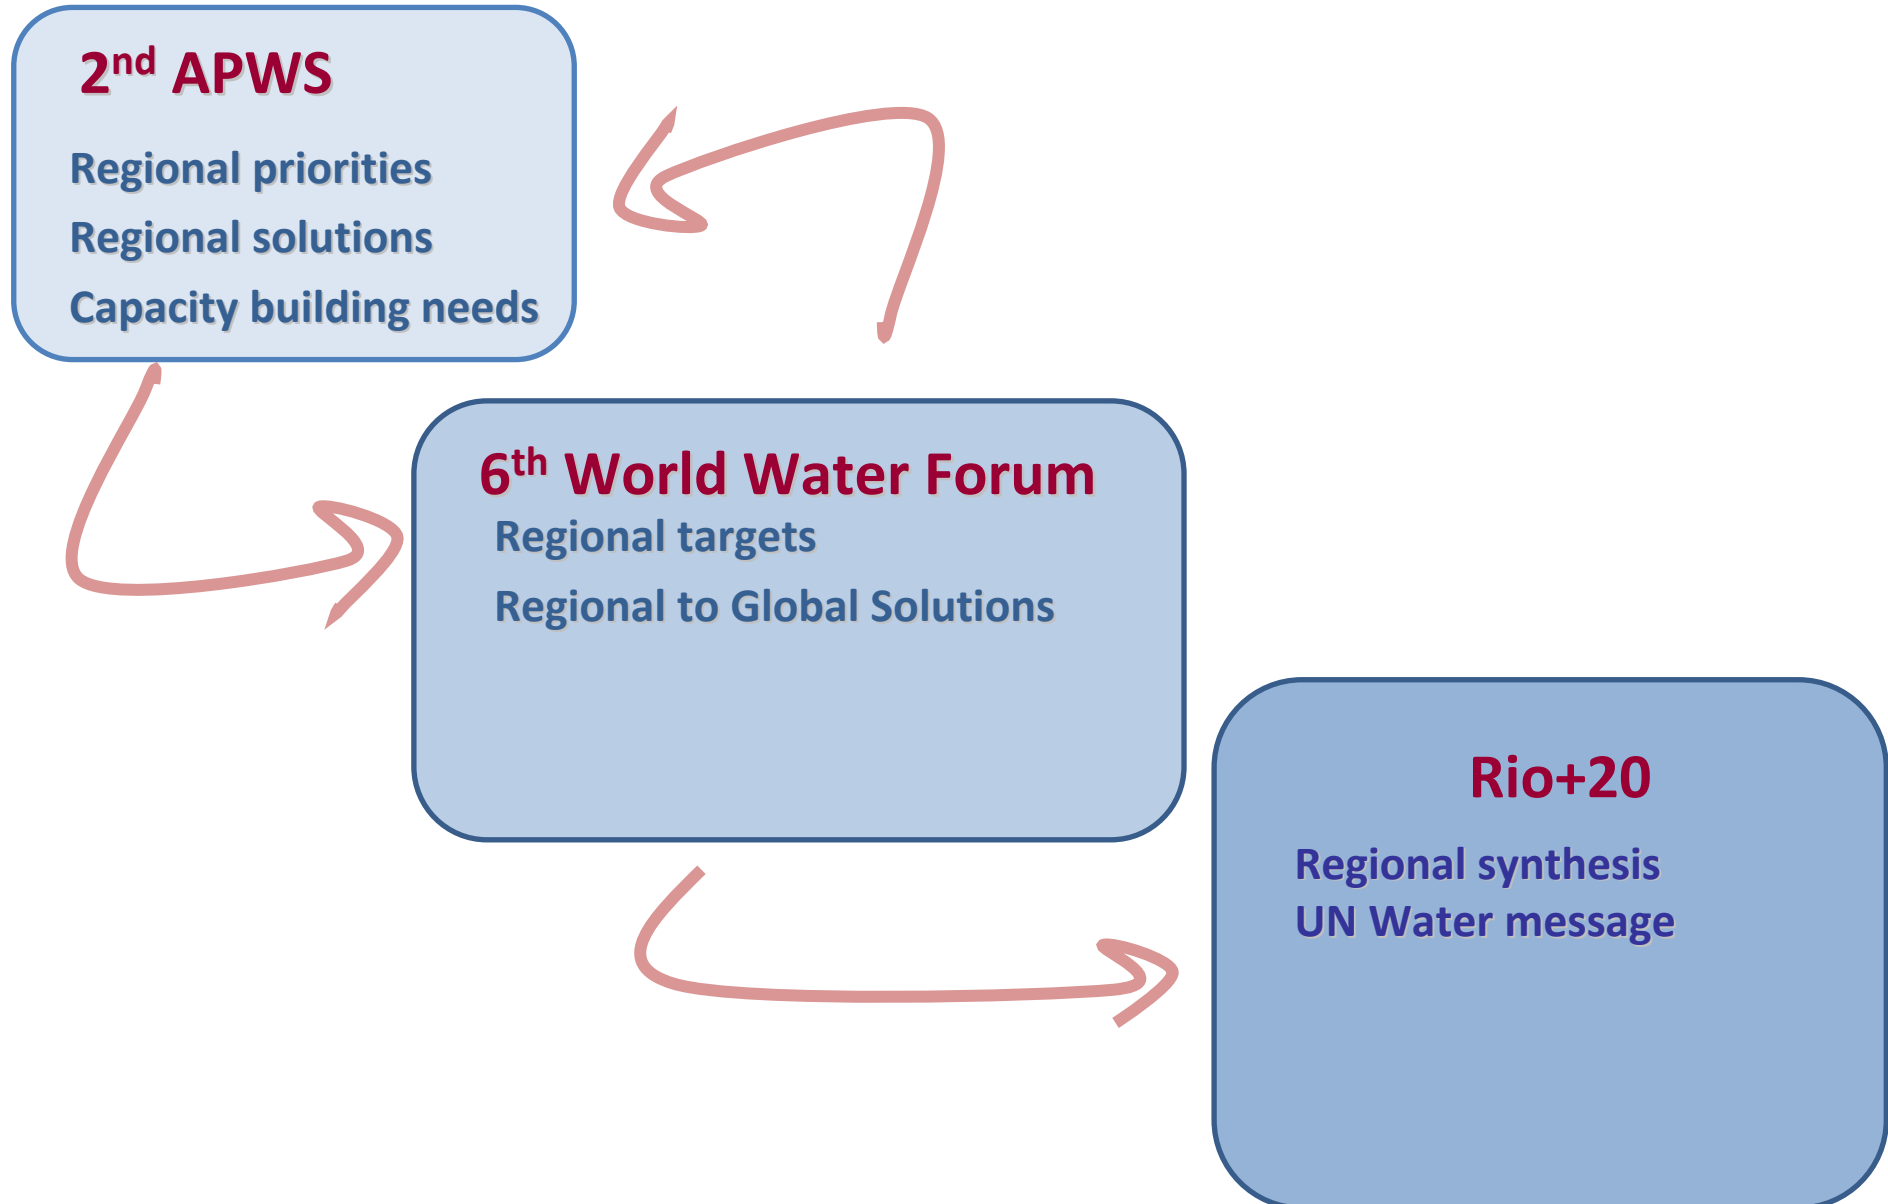 2nd APWS
Regional priorities
Regional solutions
Capacity building needs
6th World Water Forum
Regional targets
Regional to Global Solutions
Rio+20
Regional synthesis
UN Water message